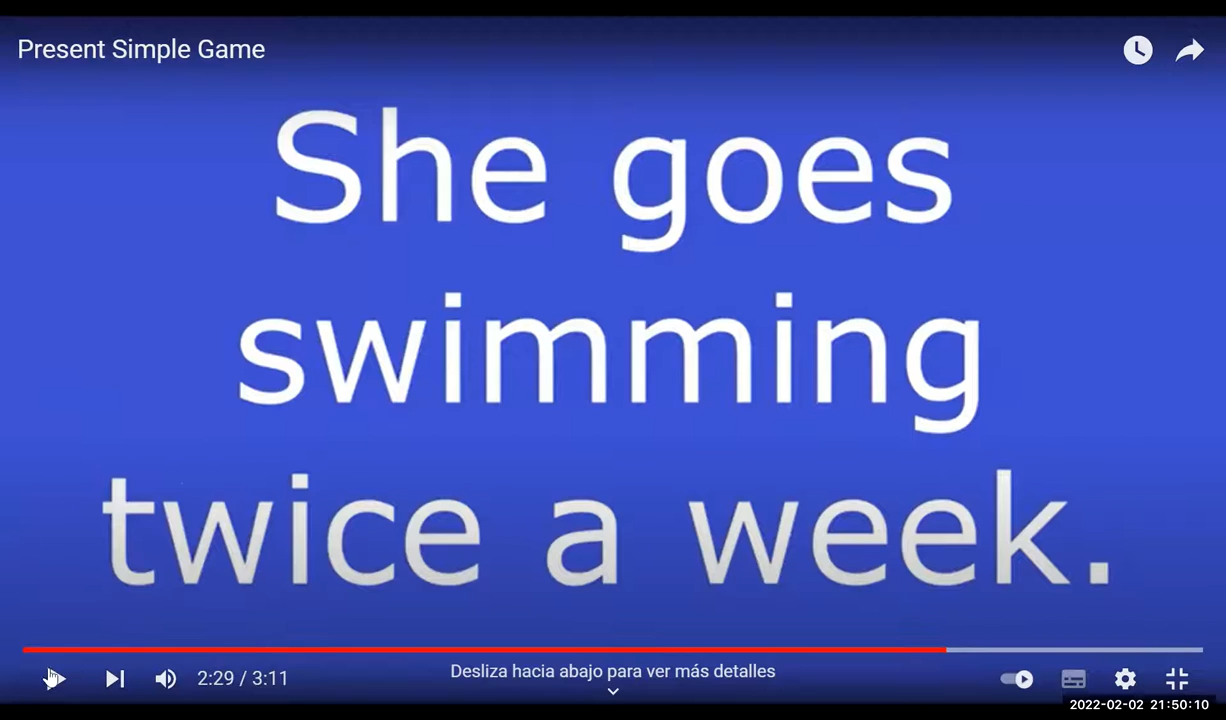 Present Simple Game
She goes
swimming
twice a week.
2:29 / 3:11
Desliza hacia abajo para ver más detalles
2022-02-02 21:50:10